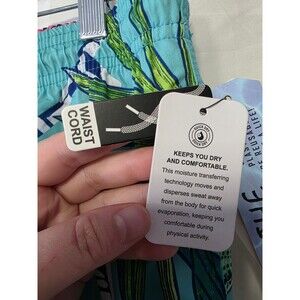 WAIST
CORD
KEEPS YOU DRY
AND COMFORTABLE.
This moisture transferring
technology moves and
disperses sweat away
from the body for quick
evaporation, keeping you
comfortable during
physical activity.